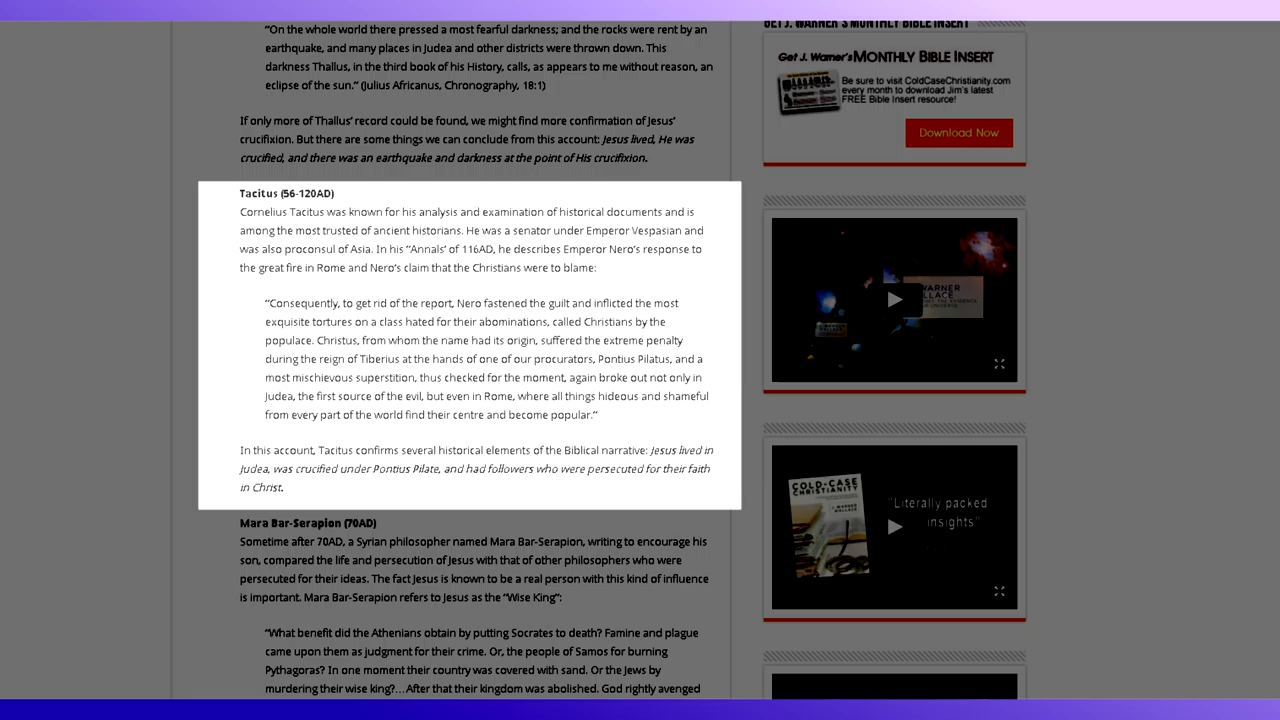 “On the whole world there pressed a most fearful darkness; and the rocks were rent by an
earthquake, and many places in Judea and other districts were thrown down. This
darkness Thallus, in the third book of his History, calls, as appears to me without reason, an
eclipse of the sun.” (Julius Africanus, Chronography, 18:1)
If only more of Thallus’ record could be found, we might find more confirmation of Jesus’
crucifixion. But there are some things we can conclude from this account: Jesus lived, He was
crucified, and there was an earthquake and darkness at the point of His crucifixion.
Tacitus (56-120AD)
Cornelius Tacitus was known for his analysis and examination of historical documents and is
among the most trusted of ancient historians. He was a senator under Emperor Vespasian and
was also proconsul of Asia. In his “Annals’ of 116AD, he describes Emperor Nero’s response to
the great fire in Rome and Nero’s claim that the Christians were to blame:
“Consequently, to get rid of the report, Nero fastened the guilt and inflicted the most
exquisite tortures on a class hated for their abominations, called Christians by the
populace. Christus, from whom the name had its origin, suffered the extreme penalty
during the reign of Tiberius at the hands of one of our procurators, Pontius Pilatus, and a
most mischievous superstition, thus checked for the moment, again broke out not only in
Judea, the first source of the evil, but even in Rome, where all things hideous and shameful
from every part of the world find their centre and become popular.”
In this account, Tacitus confirms several historical elements of the Biblical narrative: Jesus lived in
Judea, was crucified under Pontius Pilate, and had followers who were persecuted for their faith
in Christ.
Mara Bar-Serapion (70AD)
Sometime after 70AD, a Syrian philosopher named Mara Bar-Serapion, writing to encourage his
son, compared the life and persecution of Jesus with that of other philosophers who were
persecuted for their ideas. The fact Jesus is known to be a real person with this kind of influence
is important. Mara Bar-Serapion refers to Jesus as the “Wise King”:
“What benefit did the Athenians obtain by putting Socrates to death? Famine and plague
came upon them as judgment for their crime. Or, the people of Samos for burning
Pythagoras? In one moment their country was covered with sand. Or the Jews by
murdering their wise king?…After that their kingdom was abolished. God rightly avenged
GET J. WARNER’S MONTHLY BIBLE INSERT
Get J. Warner’s MONTHLY BIBLE INSERT
Be sure to visit ColdCaseChristianity.com
every month to download Jim’s latest
FREE Bible Insert resource!
Download Now
WARNER
COLD-CASE
CHRISTIANITY
J. WARNER WALLACE
“Literally packed
insights”